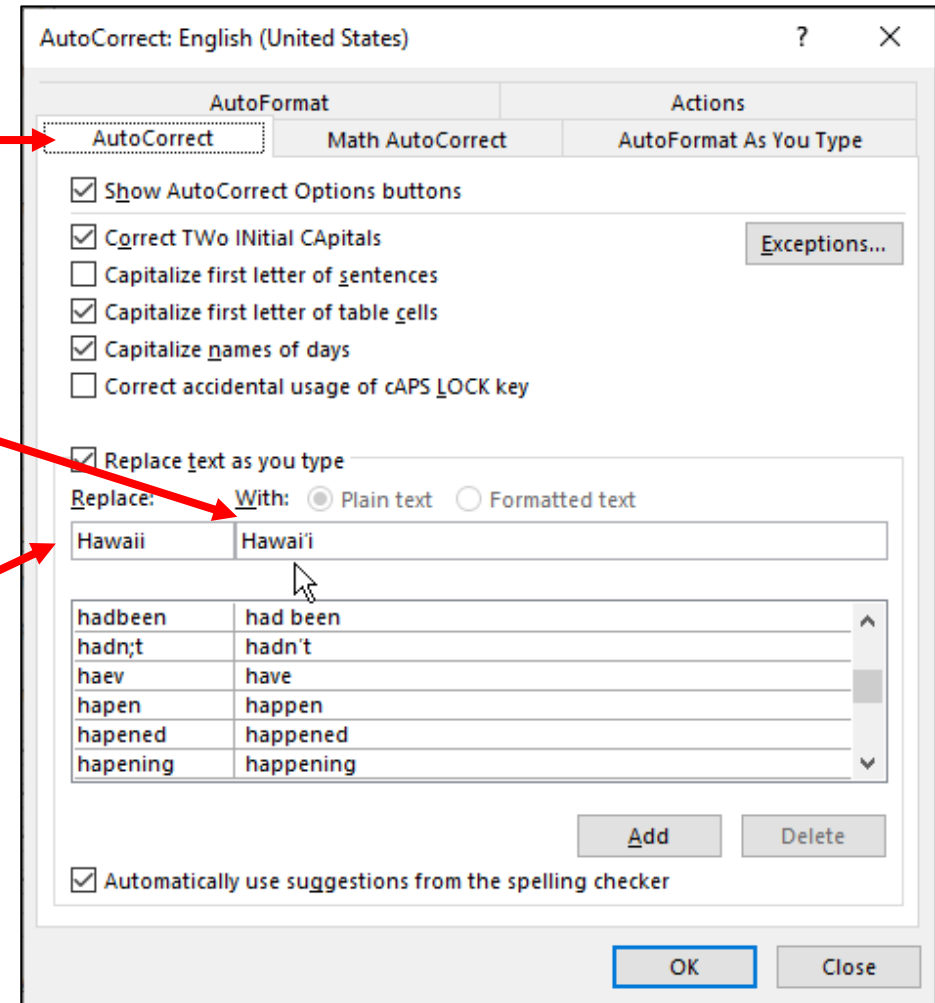 AutoCorrect: English (United States) ? ×
AutoFormat Actions
AutoCorrect Math AutoCorrect AutoFormat As You Type
Show AutoCorrect Options buttons
Correct TWo INitial CApitals Exceptions...
Capitalize first letter of sentences
Capitalize first letter of table cells
Capitalize names of days
Correct accidental usage of cAPS LOCK key
Replace text as you type
Replace: With: Plain text Formatted text
Hawaii Hawaiʻi
hadbeen had been
hadn;t hadn't
haev have
hapen happen
hapened happened
hapening happening
Add Delete
Automatically use suggestions from the spelling checker
OK Close